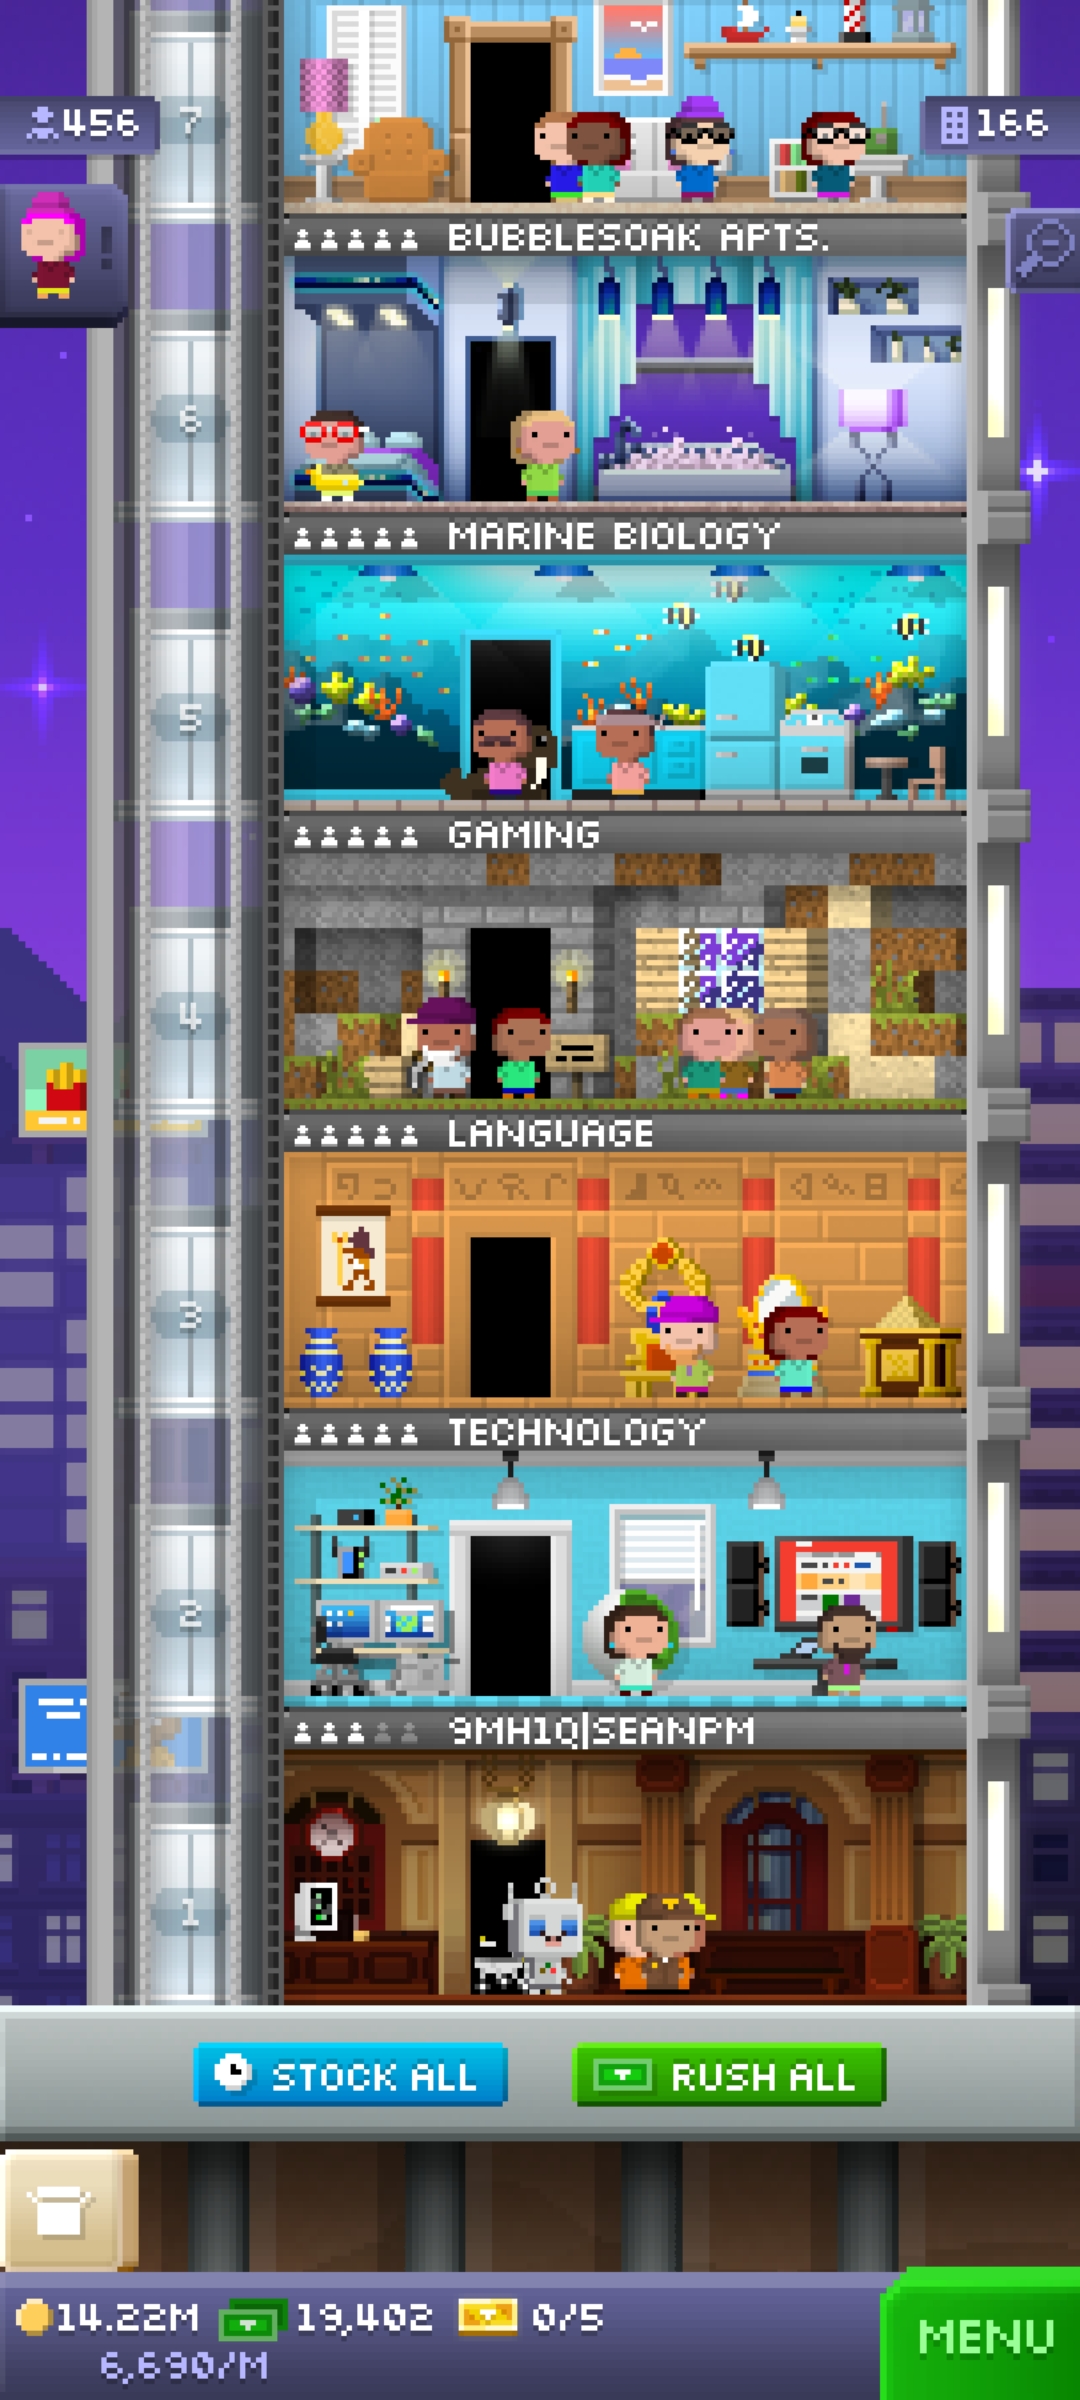 7
456
166
!
BUBBLESOAK APTS.
6
MARINE BIOLOGY
5
GAMING
4
LANGUAGE
3
TECHNOLOGY
2
9MH1Q|SEANPM
1
STOCK ALL
RUSH ALL
14.22M
19,402
0/5
6,690/M
MENU